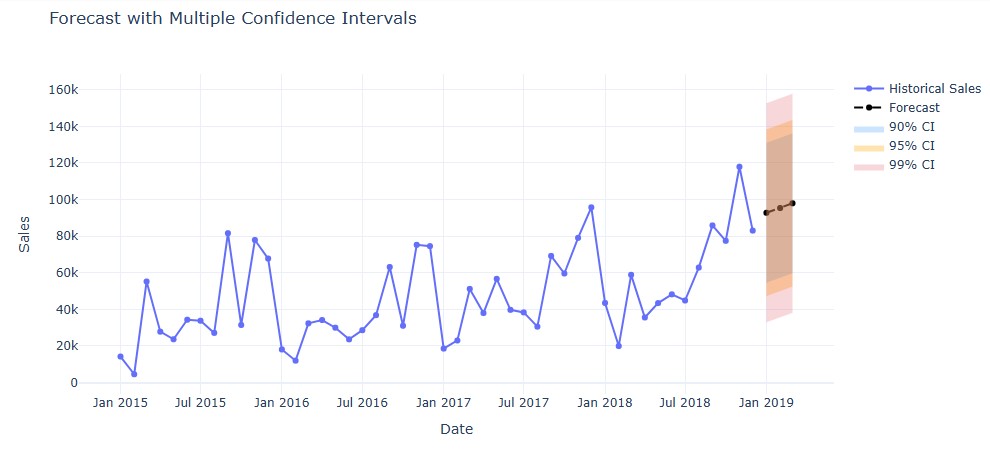 Forecast with Multiple Confidence Intervals
160k
140k
120k
100k
80k
60k
40k
20k
0
Sales
Jan 2015 Jul 2015 Jan 2016 Jul 2016 Jan 2017 Jul 2017 Jan 2018 Jul 2018 Jan 2019
Date
Historical Sales
Forecast
90% CI
95% CI
99% CI